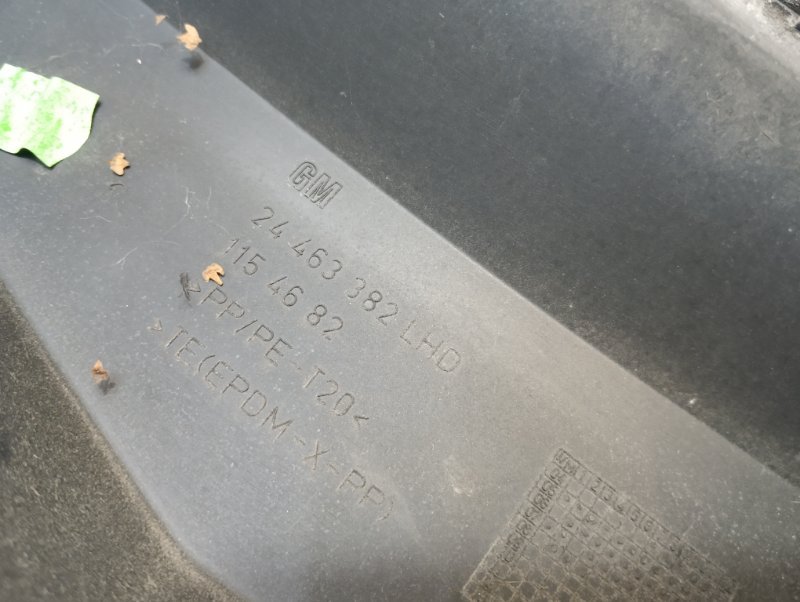 GM
24 463 382 LHD
115 46 82
>PP/PE-T20<
>TE(EPDM-X-PP)